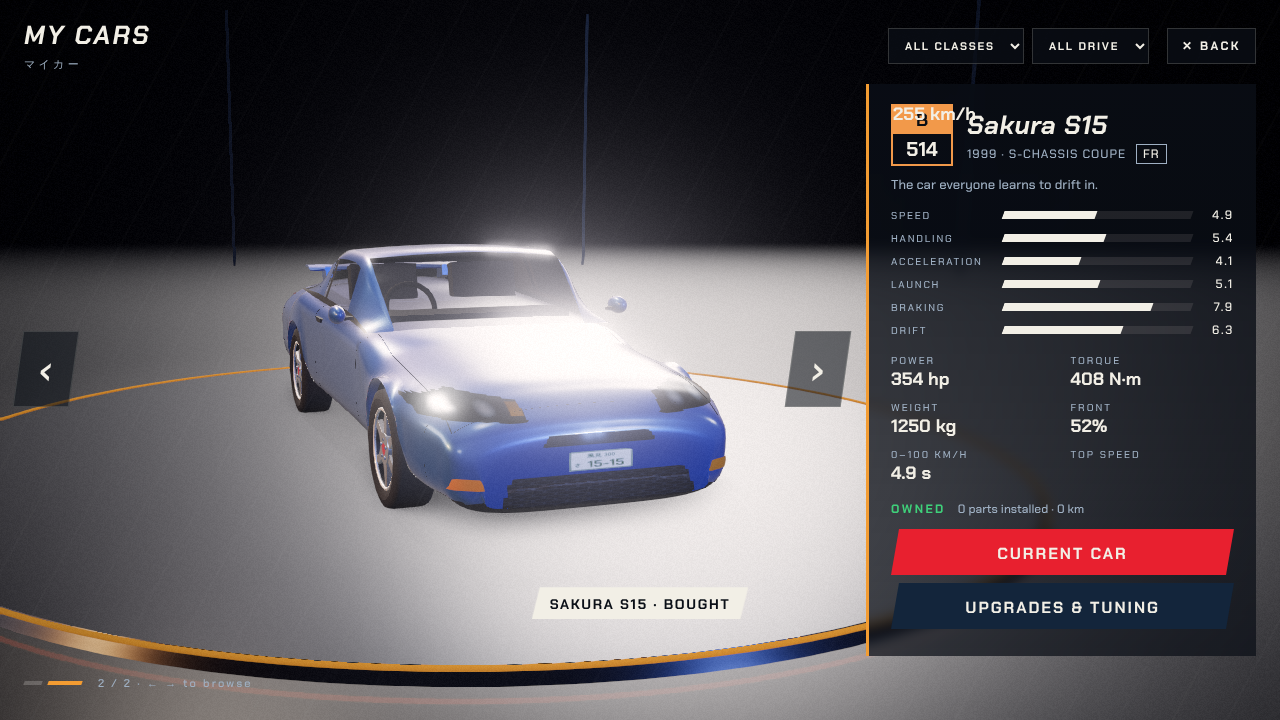 MY CARS
マイカー
ALL CLASSES
ALL DRIVE
✕ BACK
255 km/h
B
514
Sakura S15
1999 · S-CHASSIS COUPE FR
The car everyone learns to drift in.
SPEED 4.9
HANDLING 5.4
ACCELERATION 4.1
LAUNCH 5.1
BRAKING 7.9
DRIFT 6.3
POWER TORQUE
354 hp 408 N·m
WEIGHT FRONT
1250 kg 52%
0–100 KM/H TOP SPEED
4.9 s
OWNED 0 parts installed · 0 km
CURRENT CAR
UPGRADES & TUNING
15-15
SAKURA S15 · BOUGHT
2 / 2 · ← → to browse